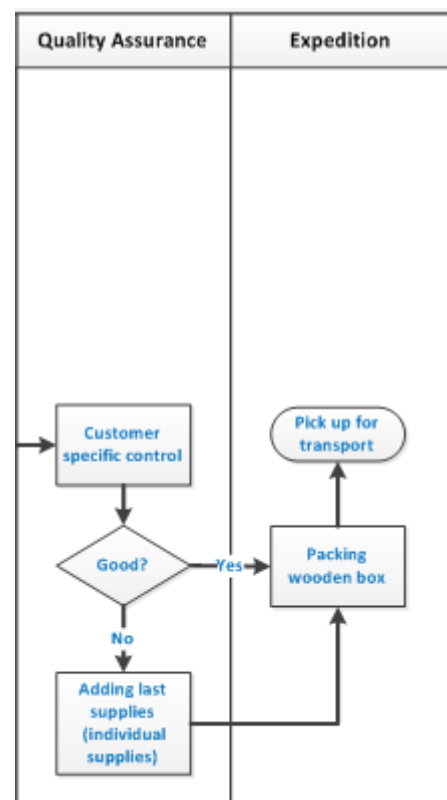 Quality Assurance
Expedition
Customer
specific control
Pick up for
transport
Good?
Yes
Packing
wooden box
No
Adding last
supplies
(individual
supplies)